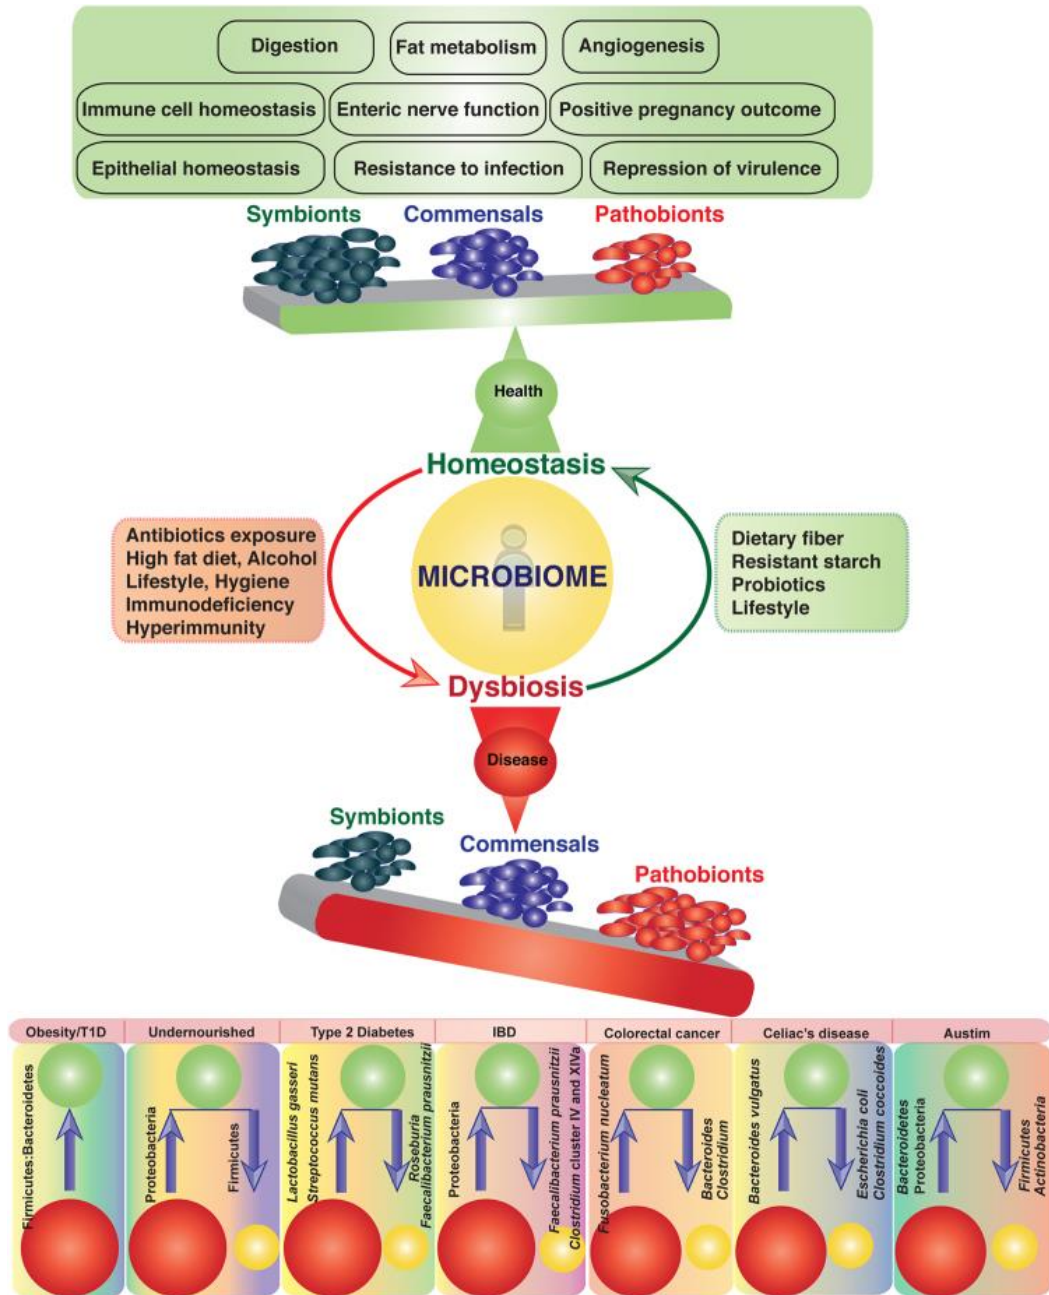 Digestion
Fat metabolism
Angiogenesis
Immune cell homeostasis
Enteric nerve function
Positive pregnancy outcome
Epithelial homeostasis
Resistance to infection
Repression of virulence
Symbionts
Commensals
Pathobionts
Health
Homeostasis
Antibiotics exposure
High fat diet, Alcohol
Lifestyle, Hygiene
Immunodeficiency
Hyperimmunity
MICROBIOME
Dietary fiber
Resistant starch
Probiotics
Lifestyle
Dysbiosis
Disease
Symbionts
Commensals
Pathobionts
Obesity/T1D
Undernourished
Type 2 Diabetes
IBD
Colorectal cancer
Celiac's disease
Austim
Firmicutes:Bacteroidetes
Proteobacteria
Firmicutes
Lactobacillus gasseri
Streptococcus mutans
Roseburia
Faecalibacterium prausnitzii
Proteobacteria
Faecalibacterium prausnitzii
Clostridium cluster IV and XIVa
Fusobacterium nucleatum
Bacteroides
Clostridium
Bacteroides vulgatus
Escherichia coli
Clostridium coccoides
Bacteroidetes
Proteobacteria
Firmicutes
Actinobacteria